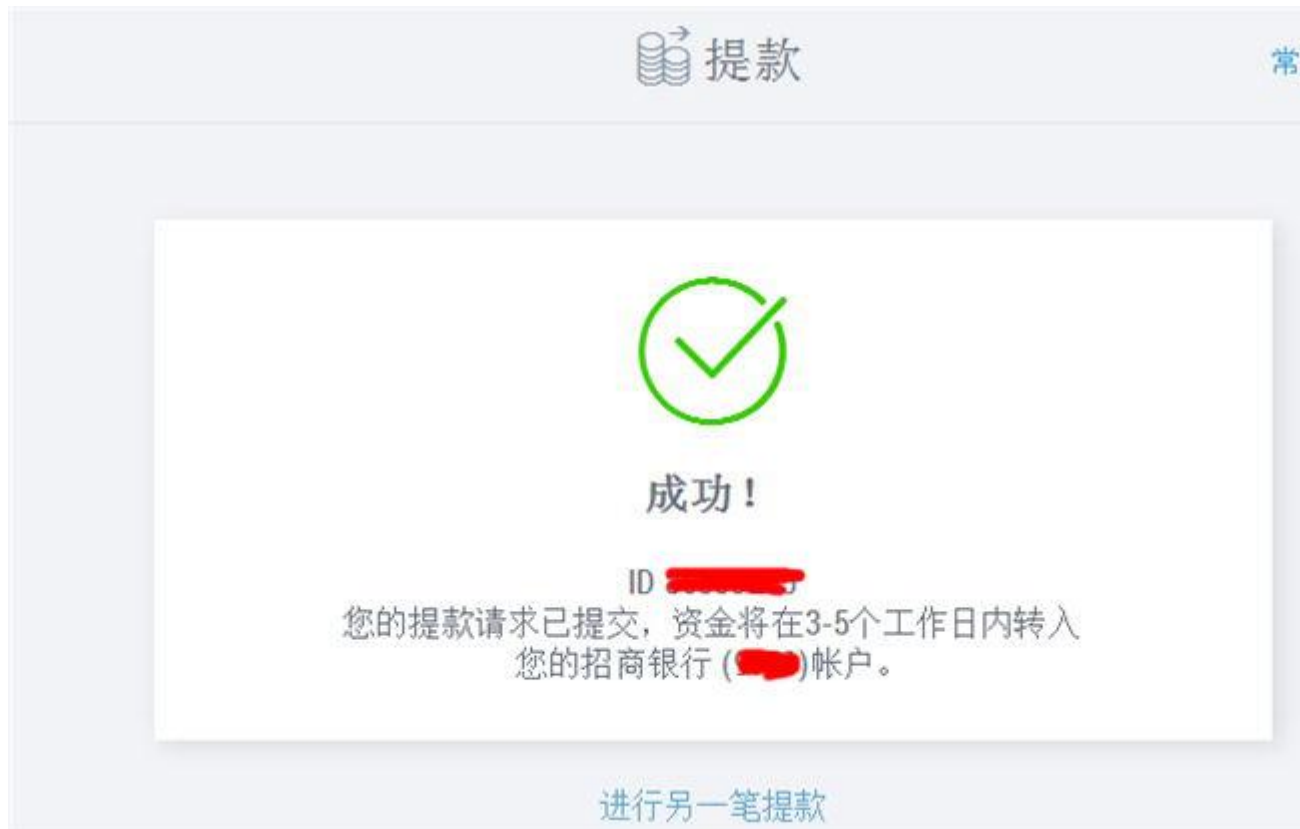 提款
常
成功！
ID
您的提款请求已提交，资金将在3-5个工作日内转入
您的招商银行 ()帐户。
进行另一笔提款